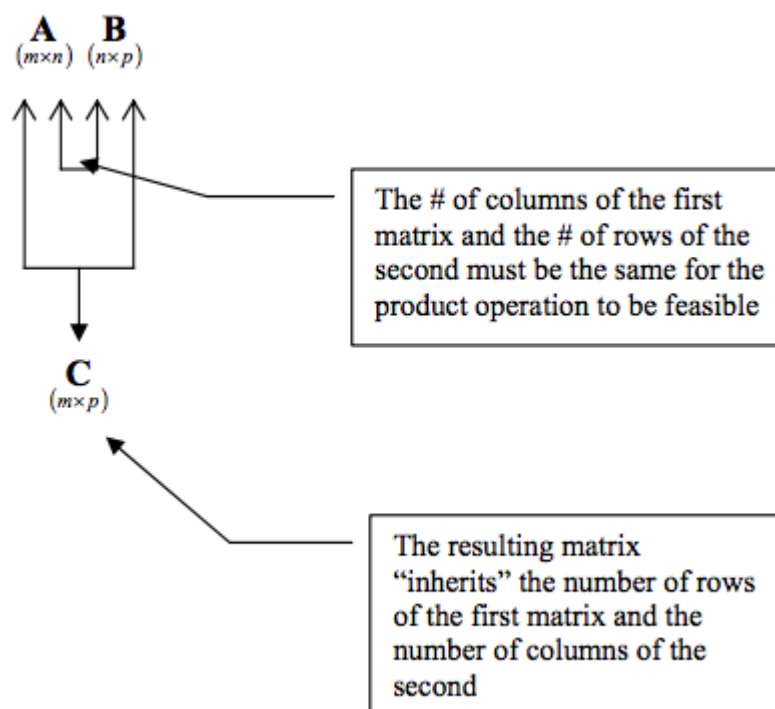 A B
(m×n) (n×p)
The # of columns of the first
matrix and the # of rows of the
second must be the same for the
product operation to be feasible
C
(m×p)
The resulting matrix
“inherits” the number of rows
of the first matrix and the
number of columns of the
second